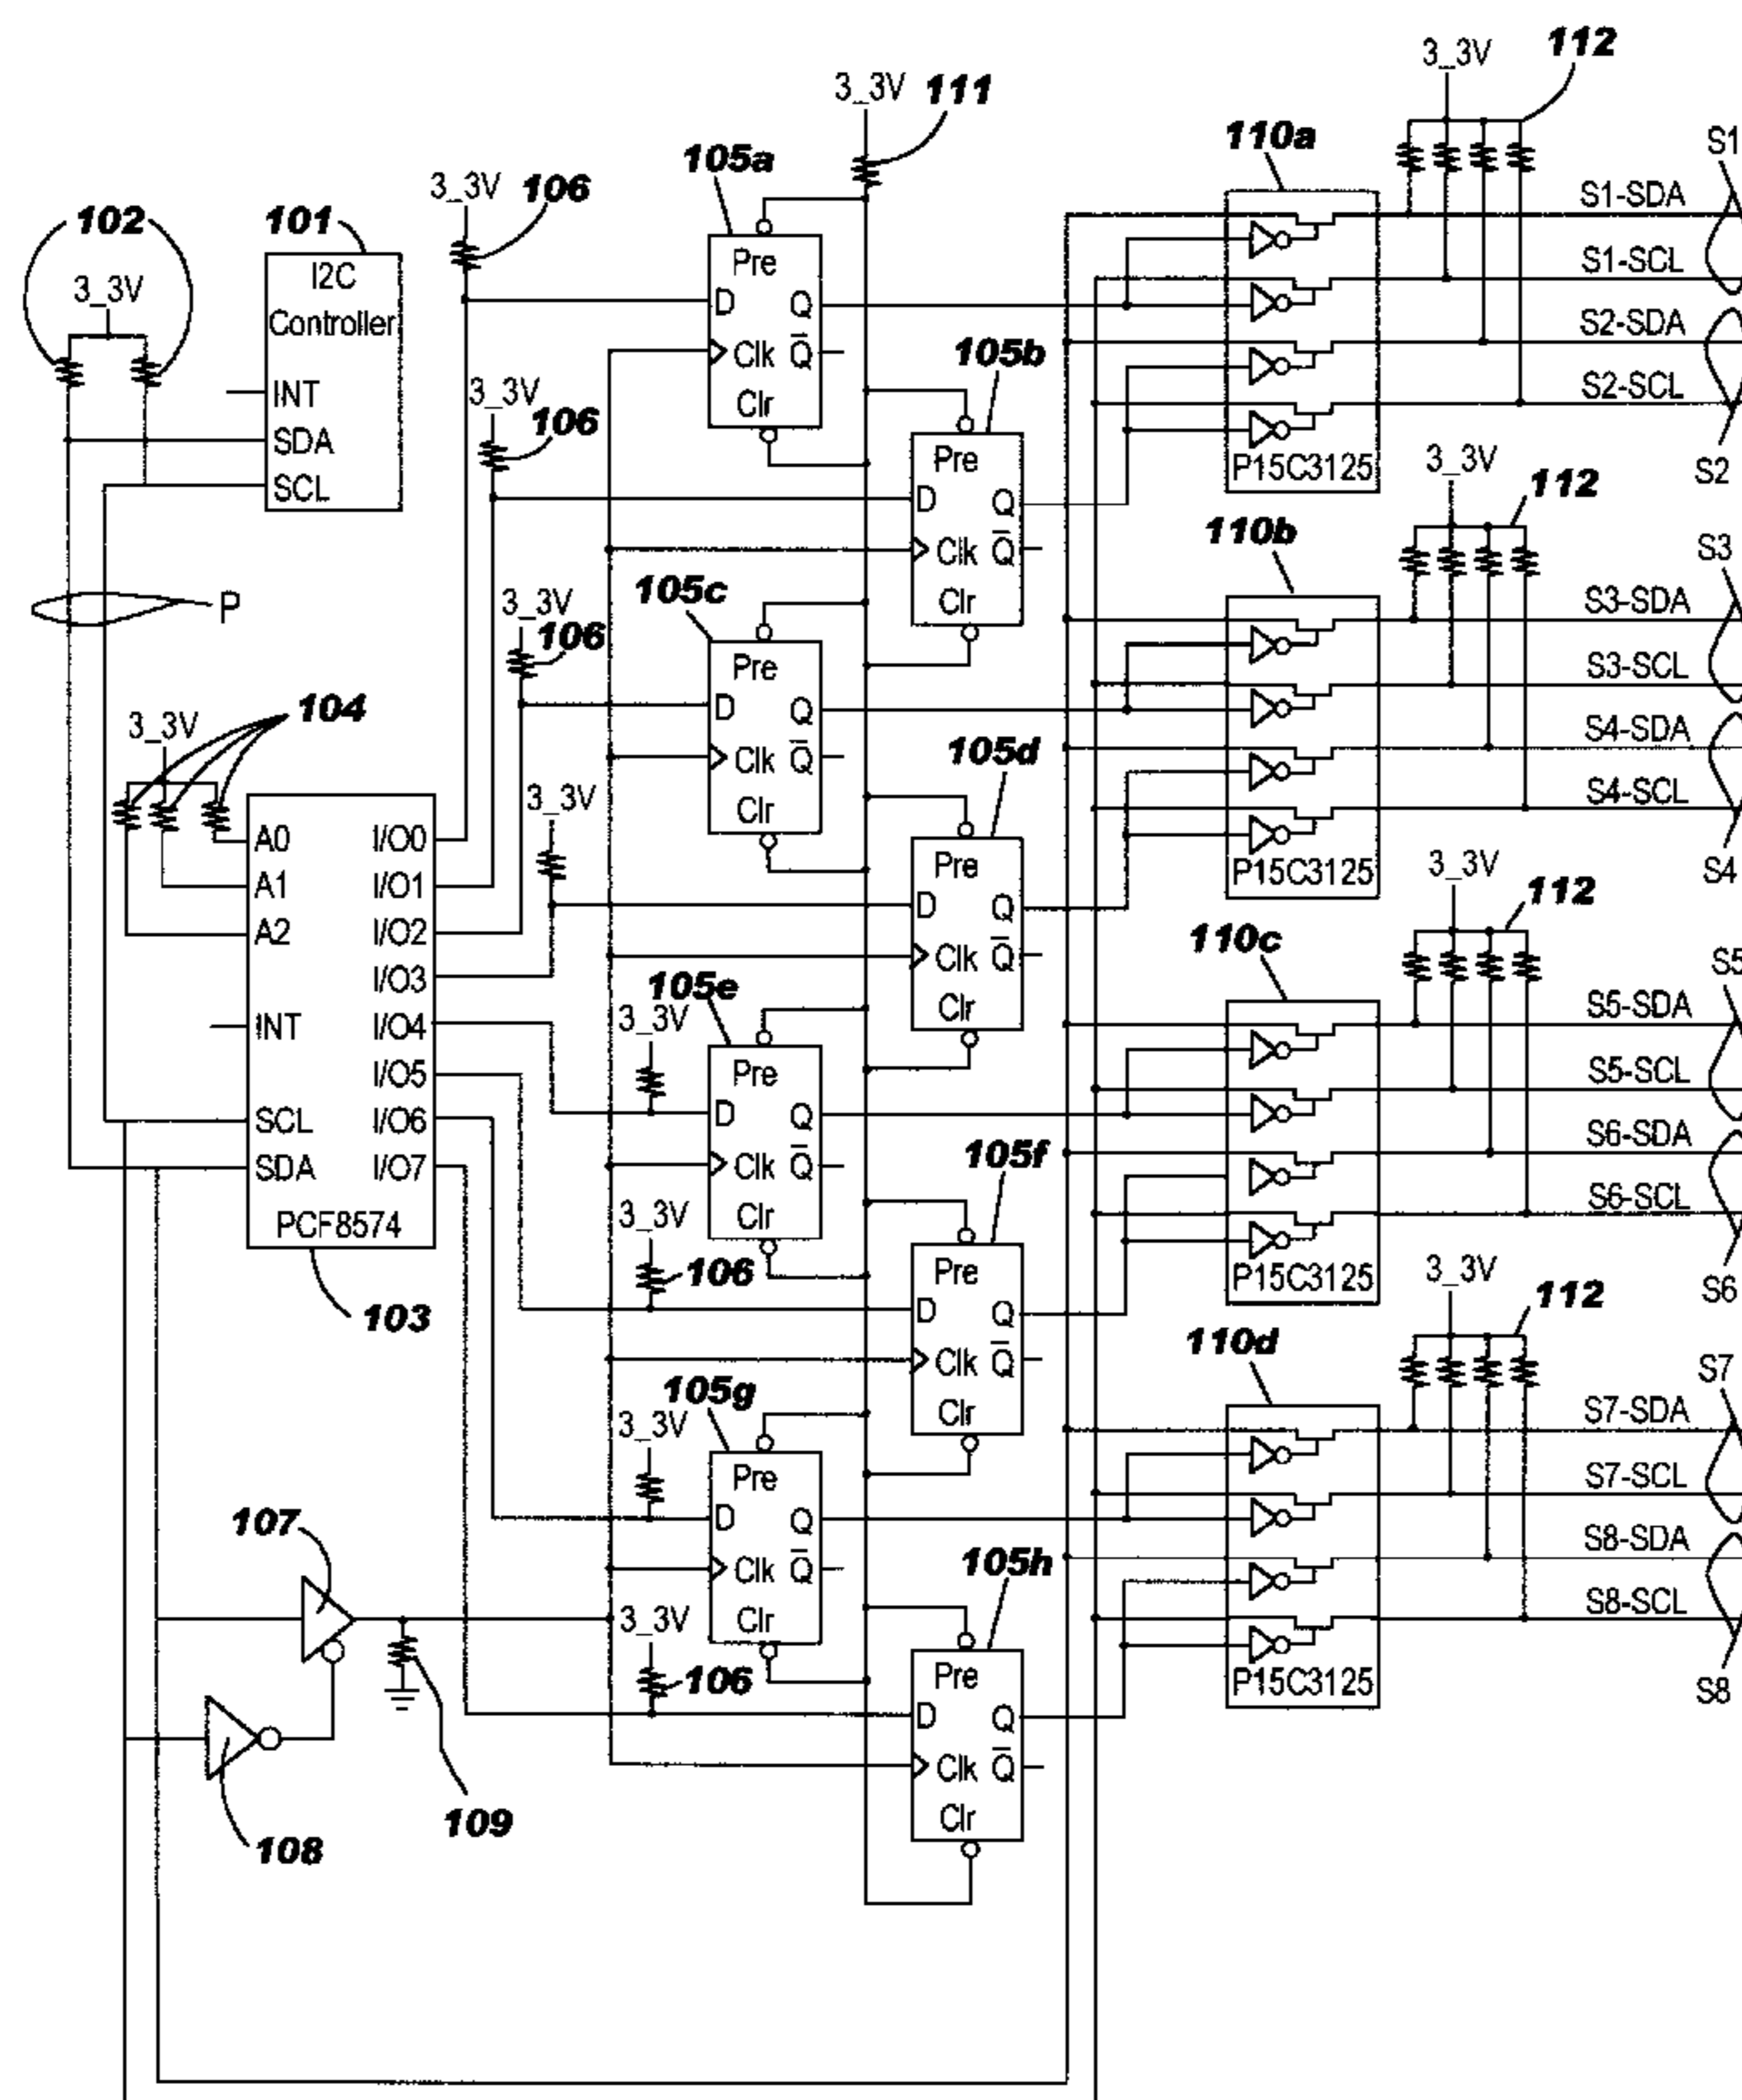 3_3V
112
3_3V
111
105a
110a
S1
3_3V
106
102
101
S1-SDA
I2C
Controller
3_3V
Pre
D
Q
Clk
Q̅
Clr
S1-SCL
S2-SDA
105b
INT
SDA
SCL
3_3V
106
S2-SCL
P15C3125
S2
Pre
D
Q
Clk
Q̅
Clr
3_3V
112
110b
S3
P
105c
3_3V
106
S3-SDA
Pre
D
Q
Clk
Q̅
Clr
S3-SCL
104
3_3V
105d
S4-SDA
3_3V
S4-SCL
P15C3125
S4
A0
A1
A2
INT
SCL
SDA
I/O0
I/O1
I/O2
I/O3
I/O4
I/O5
I/O6
I/O7
PCF8574
103
Pre
D
Q
Clk
Q̅
Clr
3_3V
112
110c
S5
105e
3_3V
S5-SDA
Pre
D
Q
Clk
Q̅
Clr
S5-SCL
105f
S6-SDA
3_3V
106
S6-SCL
P15C3125
S6
Pre
D
Q
Clk
Q̅
Clr
3_3V
112
110d
S7
105g
3_3V
S7-SDA
Pre
D
Q
Clk
Q̅
Clr
S7-SCL
107
105h
S8-SDA
3_3V
106
S8-SCL
P15C3125
S8
Pre
D
Q
Clk
Q̅
Clr
109
108